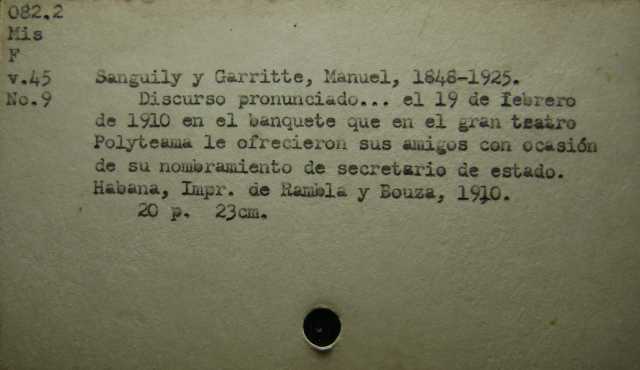 082.2
Mis
F
v.45 Sanguily y Garritte, Manuel, 1848-1925.
No.9 Discurso pronunciado... el 19 de febrero
de 1910 en el banquete que en el gran teatro
Polyteama le ofrecieron sus amigos con ocasión
de su nombramiento de secretario de estado.
Habana, Impr. de Rambla y Bouza, 1910.
20 p. 23cm.